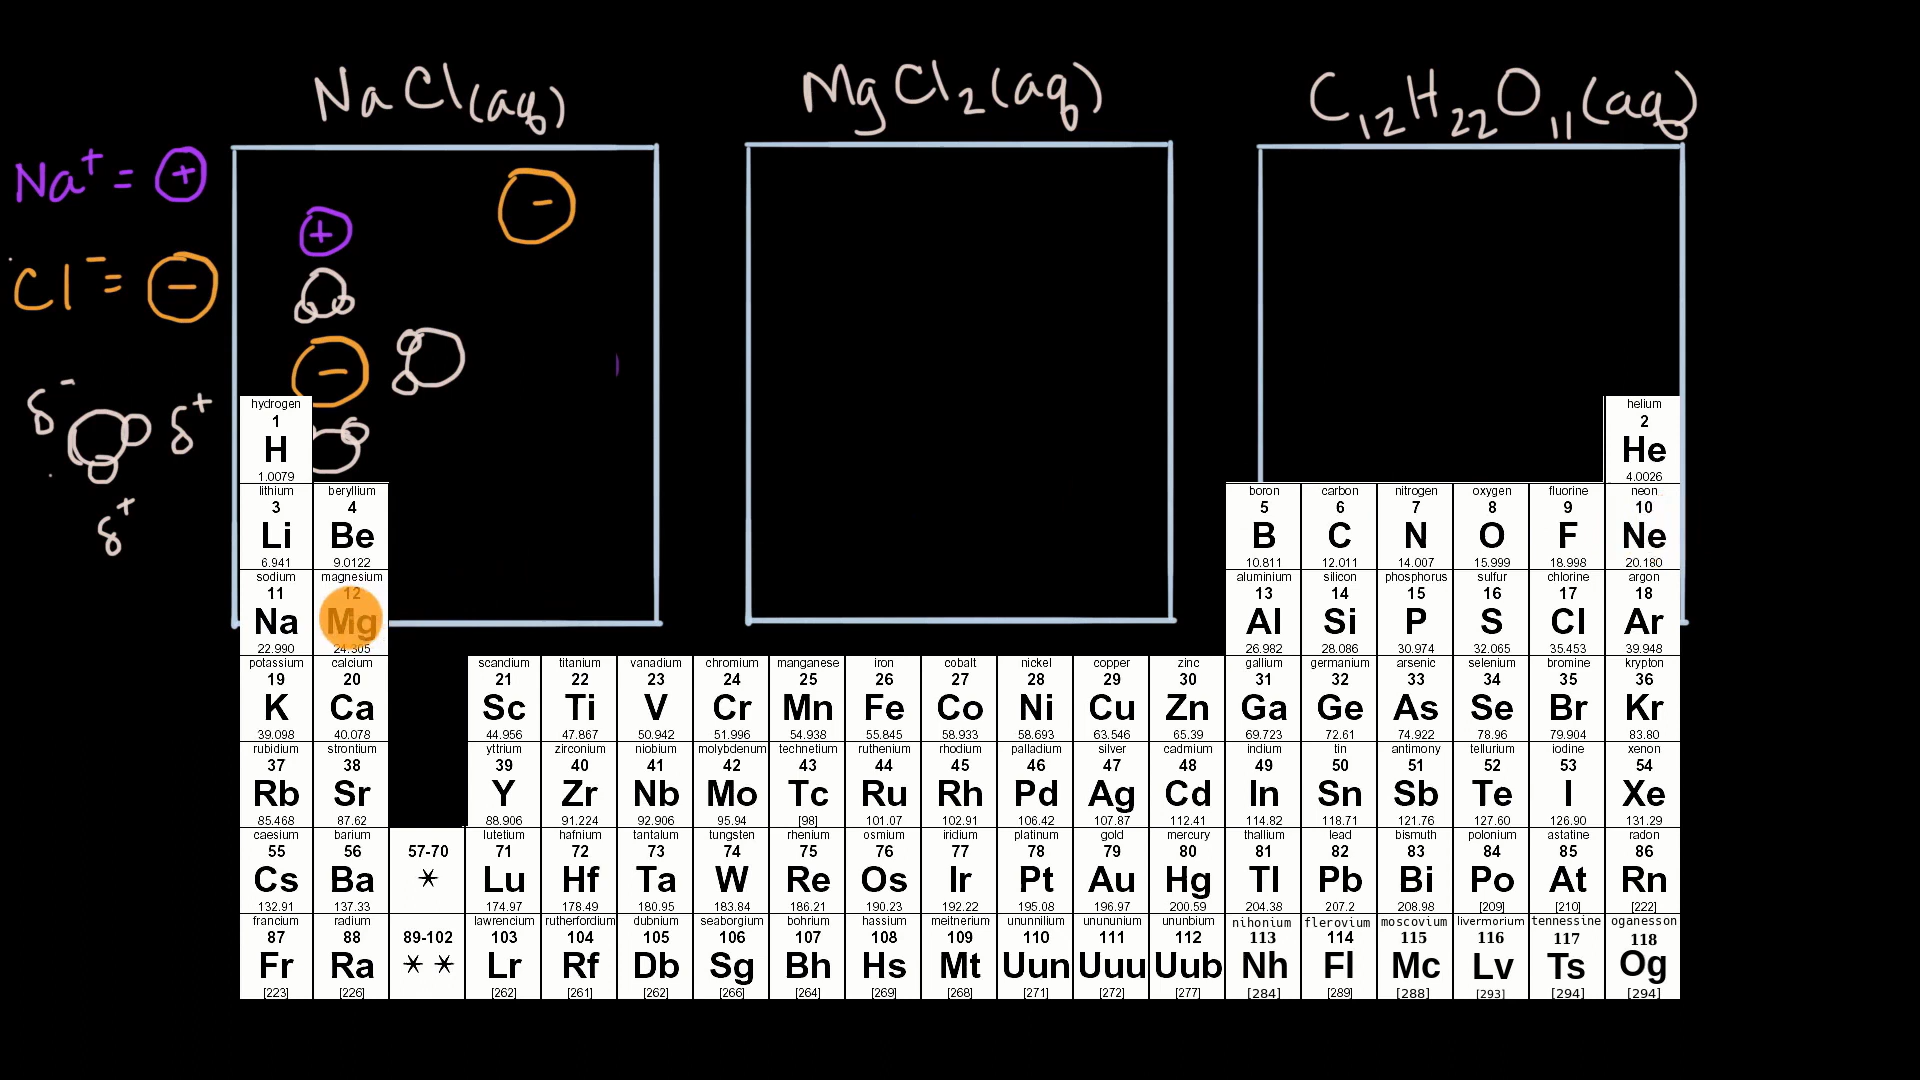 NaCl(aq) MgCl₂(aq) C₁₂H₂₂O₁₁(aq)
Na⁺ = +
Cl⁻ = −
−
+
−
δ⁻ δ⁺
δ⁺
hydrogen helium
1 2
H He
1.0079 4.0026
lithium beryllium boron carbon nitrogen oxygen fluorine neon
3 4 5 6 7 8 9 10
Li Be B C N O F Ne
6.941 9.0122 10.811 12.011 14.007 15.999 18.998 20.180
sodium magnesium aluminium silicon phosphorus sulfur chlorine argon
11 12 13 14 15 16 17 18
Na Mg Al Si P S Cl Ar
22.990 24.305 26.982 28.086 30.974 32.065 35.453 39.948
potassium calcium scandium titanium vanadium chromium manganese iron cobalt nickel copper zinc gallium germanium arsenic selenium bromine krypton
19 20 21 22 23 24 25 26 27 28 29 30 31 32 33 34 35 36
K Ca Sc Ti V Cr Mn Fe Co Ni Cu Zn Ga Ge As Se Br Kr
39.098 40.078 44.956 47.867 50.942 51.996 54.938 55.845 58.933 58.693 63.546 65.39 69.723 72.61 74.922 78.96 79.904 83.80
rubidium strontium yttrium zirconium niobium molybdenum technetium ruthenium rhodium palladium silver cadmium indium tin antimony tellurium iodine xenon
37 38 39 40 41 42 43 44 45 46 47 48 49 50 51 52 53 54
Rb Sr Y Zr Nb Mo Tc Ru Rh Pd Ag Cd In Sn Sb Te I Xe
85.468 87.62 88.906 91.224 92.906 95.94 [98] 101.07 102.91 106.42 107.87 112.41 114.82 118.71 121.76 127.60 126.90 131.29
caesium barium lutetium hafnium tantalum tungsten rhenium osmium iridium platinum gold mercury thallium lead bismuth polonium astatine radon
55 56 57-70 71 72 73 74 75 76 77 78 79 80 81 82 83 84 85 86
Cs Ba * Lu Hf Ta W Re Os Ir Pt Au Hg Tl Pb Bi Po At Rn
132.91 137.33 174.97 178.49 180.95 183.84 186.21 190.23 192.22 195.08 196.97 200.59 204.38 207.2 208.98 [209] [210] [222]
francium radium lawrencium rutherfordium dubnium seaborgium bohrium hassium meitnerium ununnilium unununium ununbium nihonium flerovium moscovium livermorium tennessine oganesson
87 88 89-102 103 104 105 106 107 108 109 110 111 112 113 114 115 116 117 118
Fr Ra * * Lr Rf Db Sg Bh Hs Mt Uun Uuu Uub Nh Fl Mc Lv Ts Og
[223] [226] [262] [261] [262] [266] [264] [269] [268] [271] [272] [277] [284] [289] [288] [293] [294] [294]